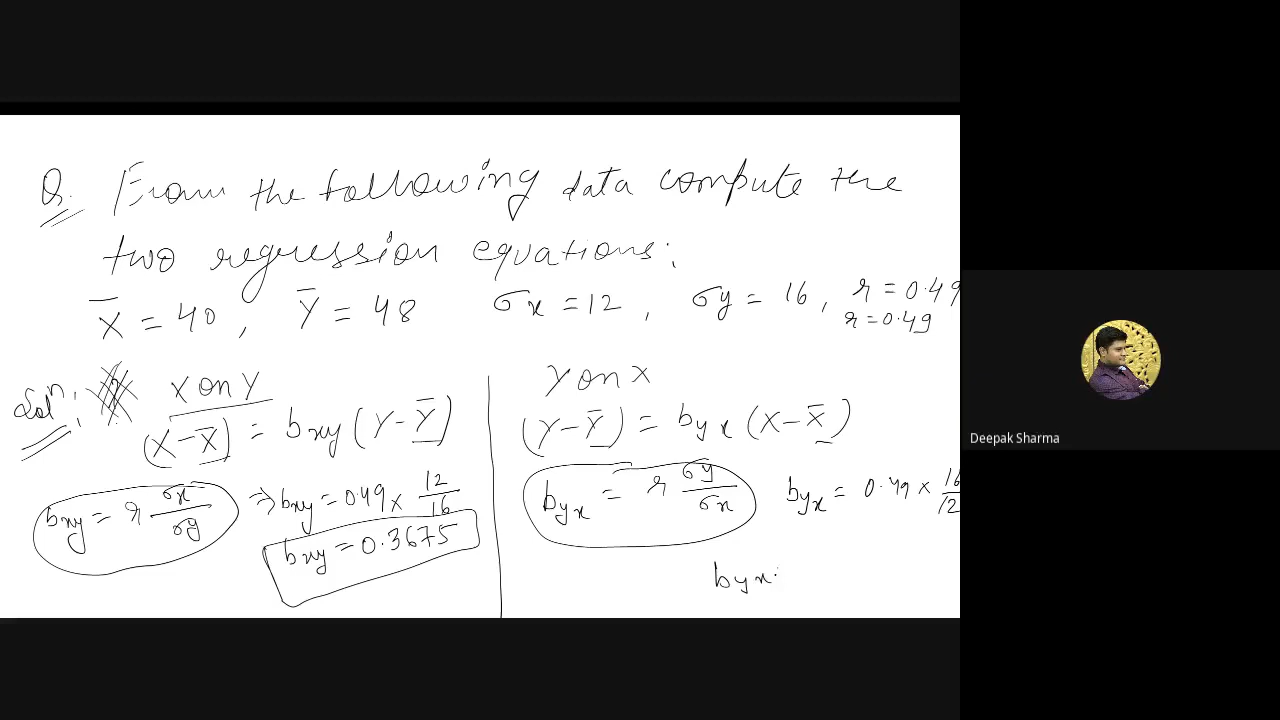 Q. From the following data compute the
two regression equations:
X̄ = 40, Ȳ = 48 σx = 12, σy = 16, r = 0.49
r = 0.49
Solⁿ: X on Y
(X - X̄) = bxy (Y - Ȳ)
bxy = r σx/σy ⇒ bxy = 0.49 × 12/16
bxy = 0.3675
Y on X
(Y - Ȳ) = byx (X - X̄)
byx = r σy/σx byx = 0.49 × 16/12
byx
Deepak Sharma